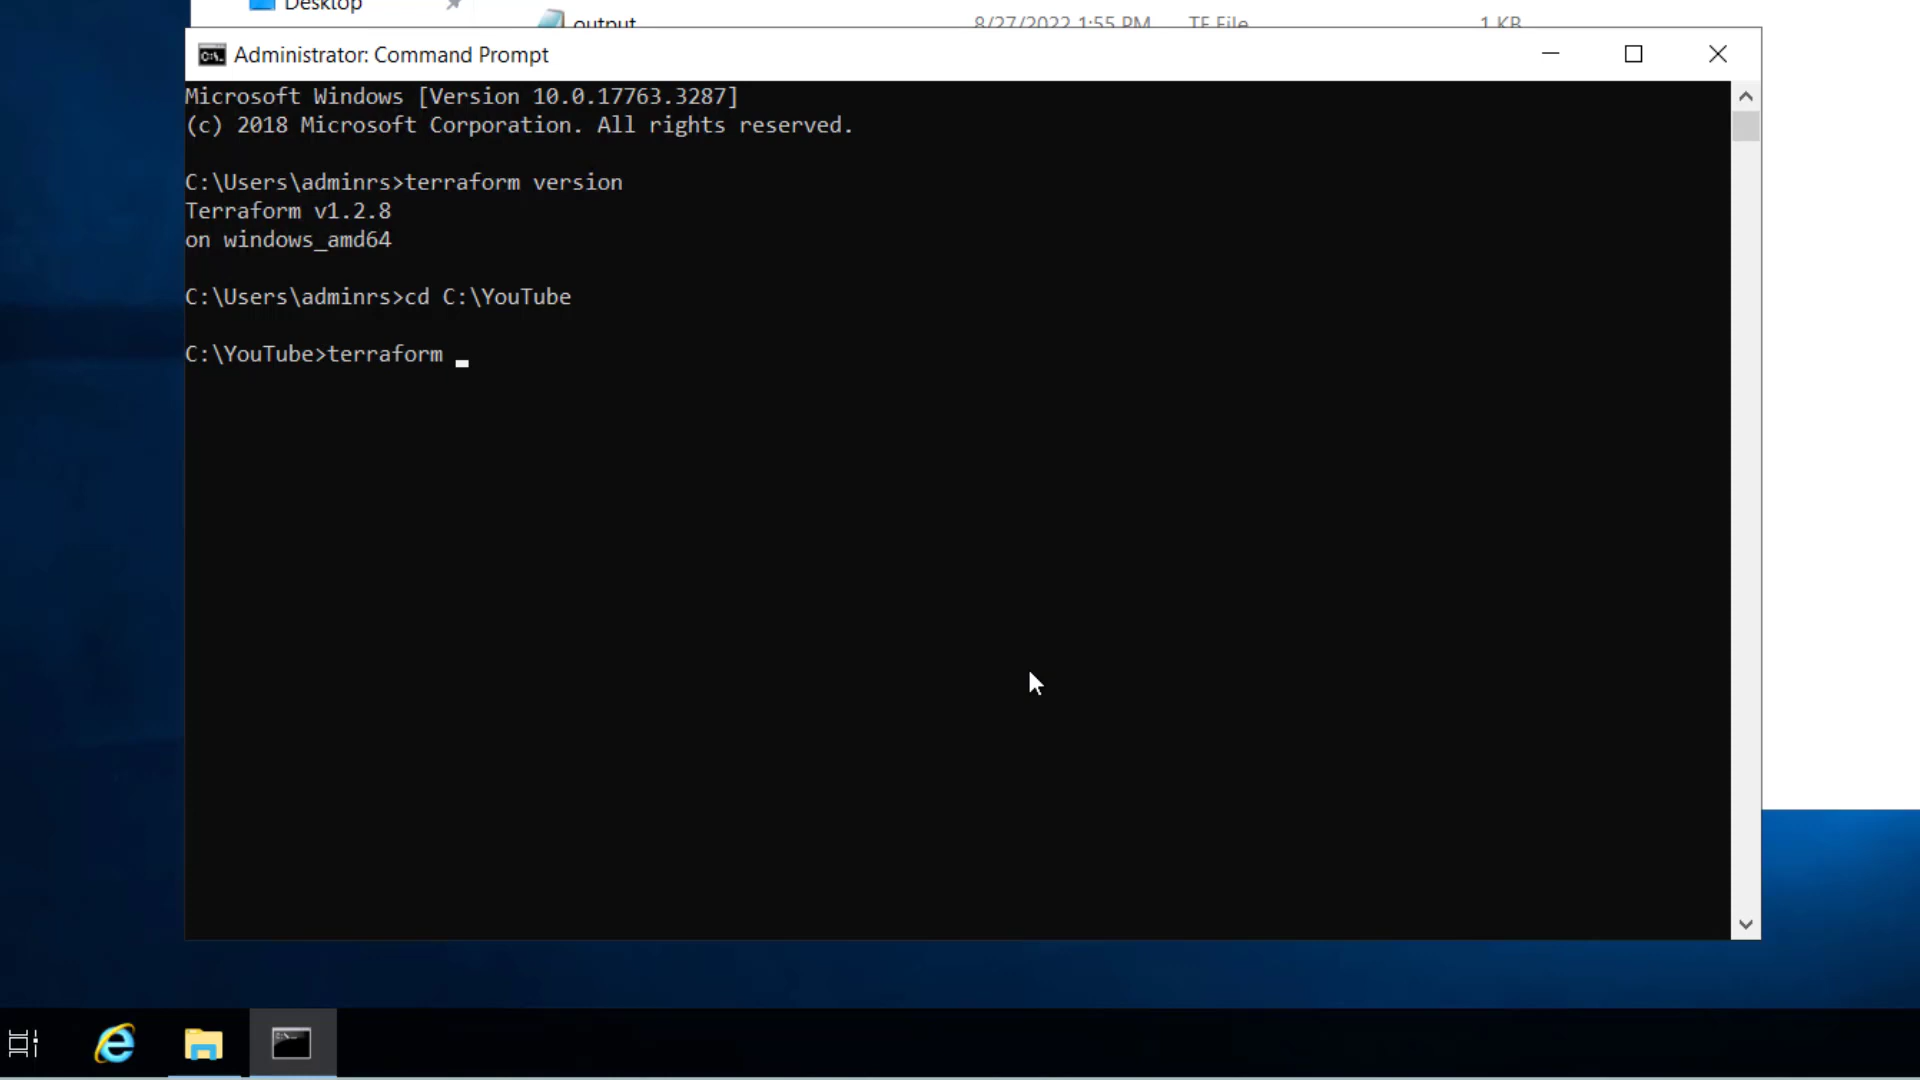 Desktop
output 8/27/2022 1:55 PM TF File 1 KB
Administrator: Command Prompt
Microsoft Windows [Version 10.0.17763.3287]
(c) 2018 Microsoft Corporation. All rights reserved.
C:\Users\adminrs>terraform version
Terraform v1.2.8
on windows_amd64
C:\Users\adminrs>cd C:\YouTube
C:\YouTube>terraform